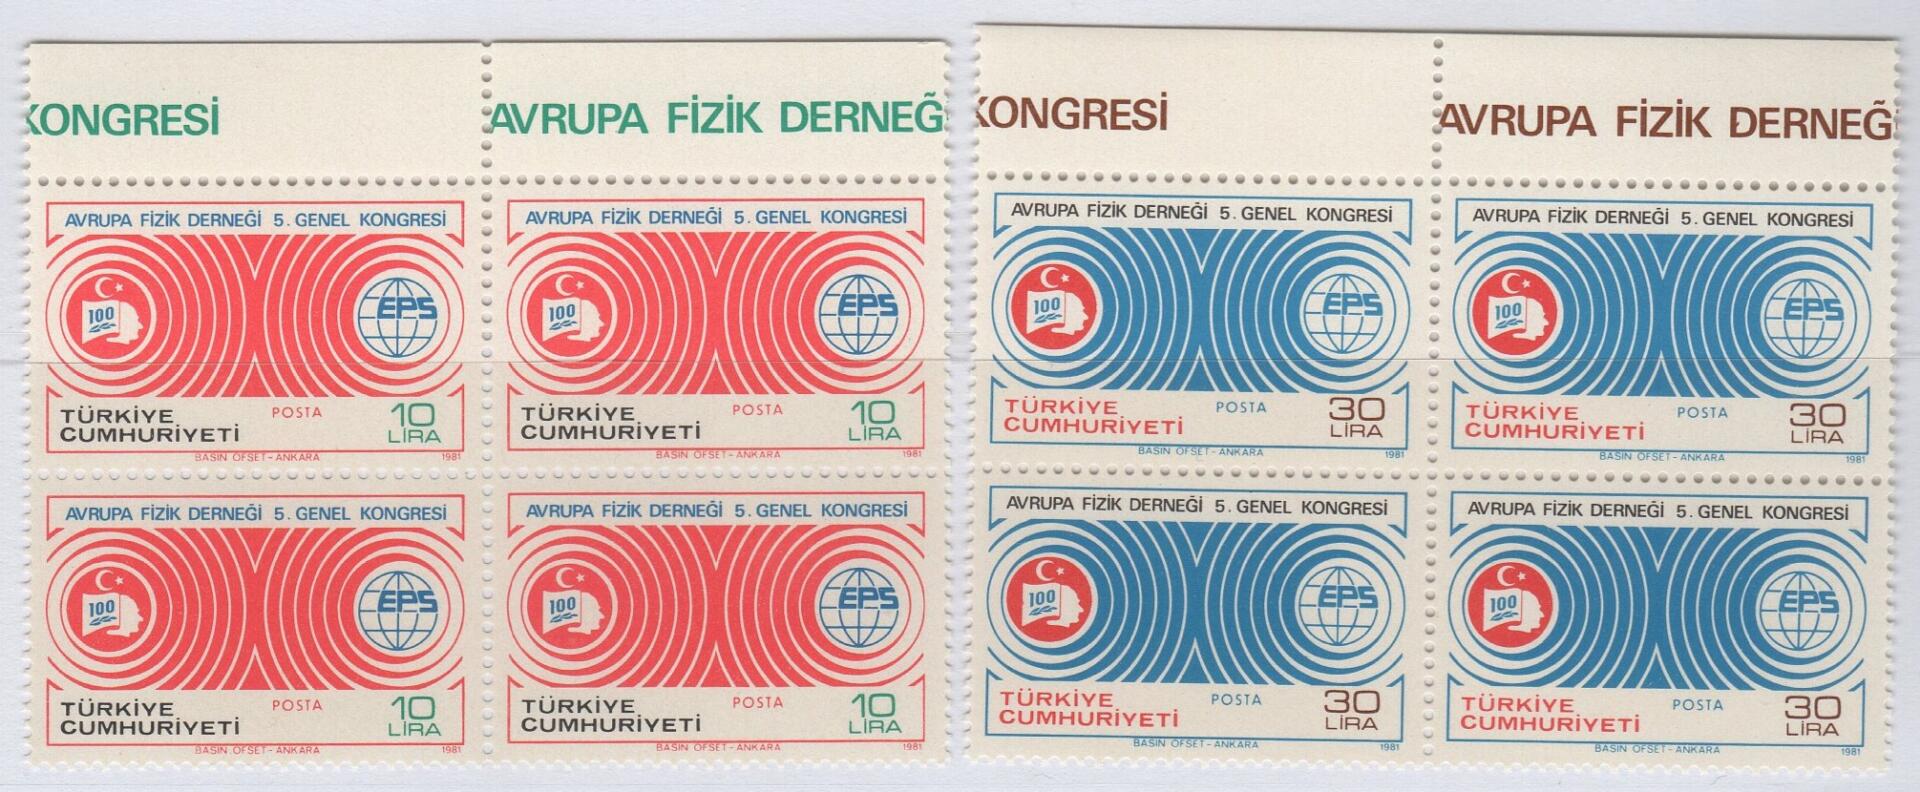 KONGRESİ
AVRUPA FİZİK DERNEĞ
AVRUPA FİZİK DERNEĞİ 5. GENEL KONGRESİ
100
EPS
TÜRKİYE
CUMHURİYETİ
POSTA
10
LİRA
BASIN OFSET - ANKARA
1981
AVRUPA FİZİK DERNEĞİ 5. GENEL KONGRESİ
100
EPS
TÜRKİYE
CUMHURİYETİ
POSTA
10
LİRA
BASIN OFSET - ANKARA
1981
AVRUPA FİZİK DERNEĞİ 5. GENEL KONGRESİ
100
EPS
TÜRKİYE
CUMHURİYETİ
POSTA
10
LİRA
BASIN OFSET - ANKARA
1981
AVRUPA FİZİK DERNEĞİ 5. GENEL KONGRESİ
100
EPS
TÜRKİYE
CUMHURİYETİ
POSTA
10
LİRA
BASIN OFSET - ANKARA
1981
KONGRESİ
AVRUPA FİZİK DERNEĞ
AVRUPA FİZİK DERNEĞİ 5. GENEL KONGRESİ
100
EPS
TÜRKİYE
CUMHURİYETİ
POSTA
30
LİRA
BASIN OFSET - ANKARA
1981
AVRUPA FİZİK DERNEĞİ 5. GENEL KONGRESİ
100
EPS
TÜRKİYE
CUMHURİYETİ
POSTA
30
LİRA
BASIN OFSET - ANKARA
1981
AVRUPA FİZİK DERNEĞİ 5. GENEL KONGRESİ
100
EPS
TÜRKİYE
CUMHURİYETİ
POSTA
30
LİRA
BASIN OFSET - ANKARA
1981
AVRUPA FİZİK DERNEĞİ 5. GENEL KONGRESİ
100
EPS
TÜRKİYE
CUMHURİYETİ
POSTA
30
LİRA
BASIN OFSET - ANKARA
1981